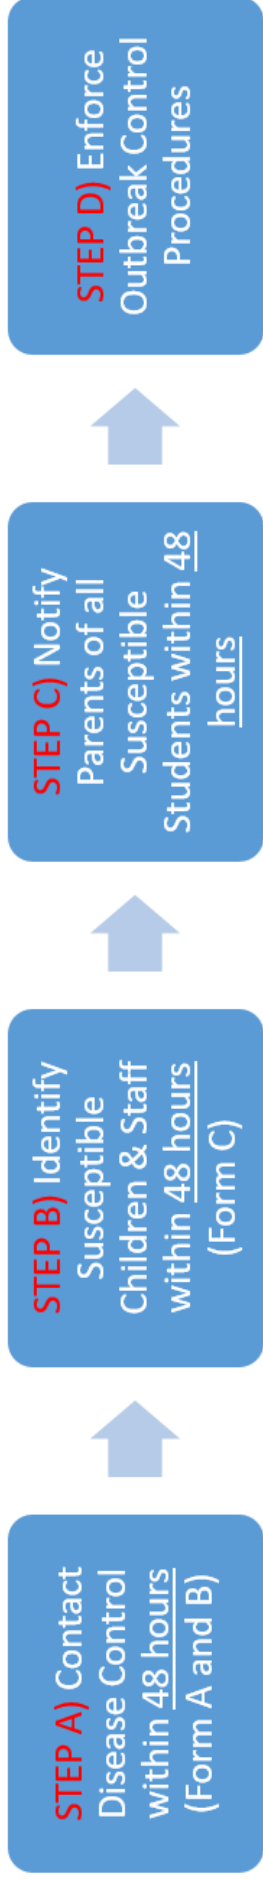 STEP A) Contact
Disease Control
within 48 hours
(Form A and B)
STEP B) Identify
Susceptible
Children & Staff
within 48 hours
(Form C)
STEP C) Notify
Parents of all
Susceptible
Students within 48
hours
STEP D) Enforce
Outbreak Control
Procedures